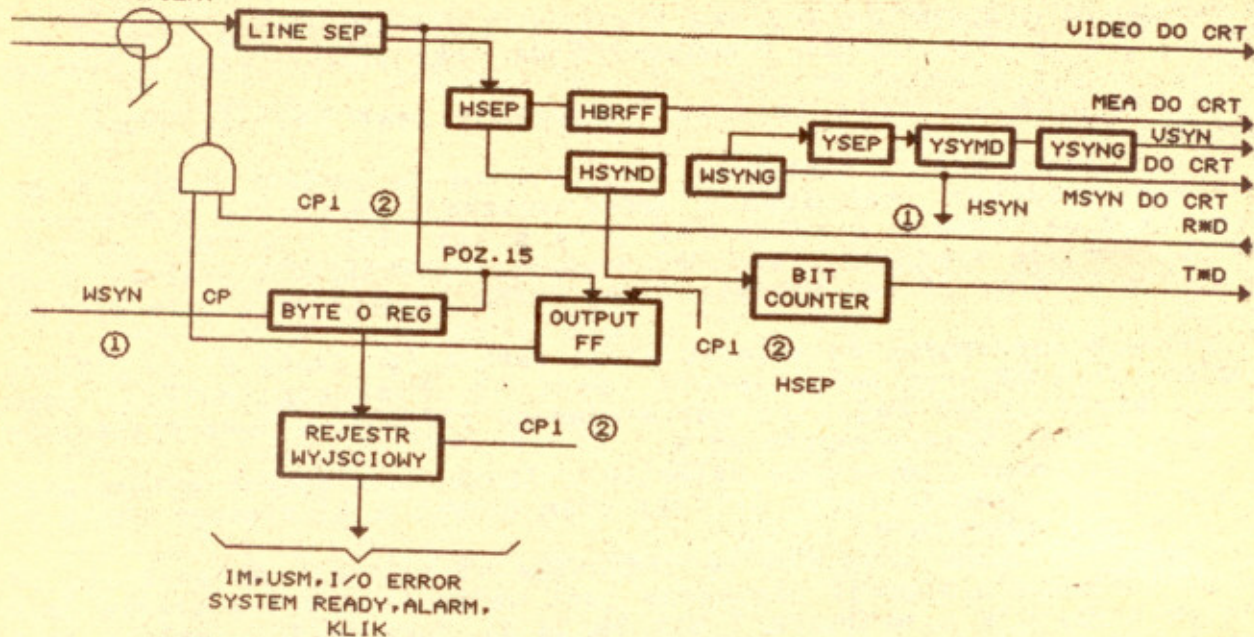 LINE SEP
VIDEO DO CRT
HSEP
HBRFF
MEA DO CRT
YSEP
YSYMD
YSYNG
VSYN
DO CRT
HSYND
WSYNG
CP1 ②
① HSYN
MSYN DO CRT
R*D
POZ.15
WSYN
CP
BYTE O REG
OUTPUT
FF
BIT
COUNTER
T*D
①
CP1 ②
HSEP
REJESTR
WYJSCIOWY
CP1 ②
IM,USM,I/O ERROR
SYSTEM READY,ALARM,
KLIK